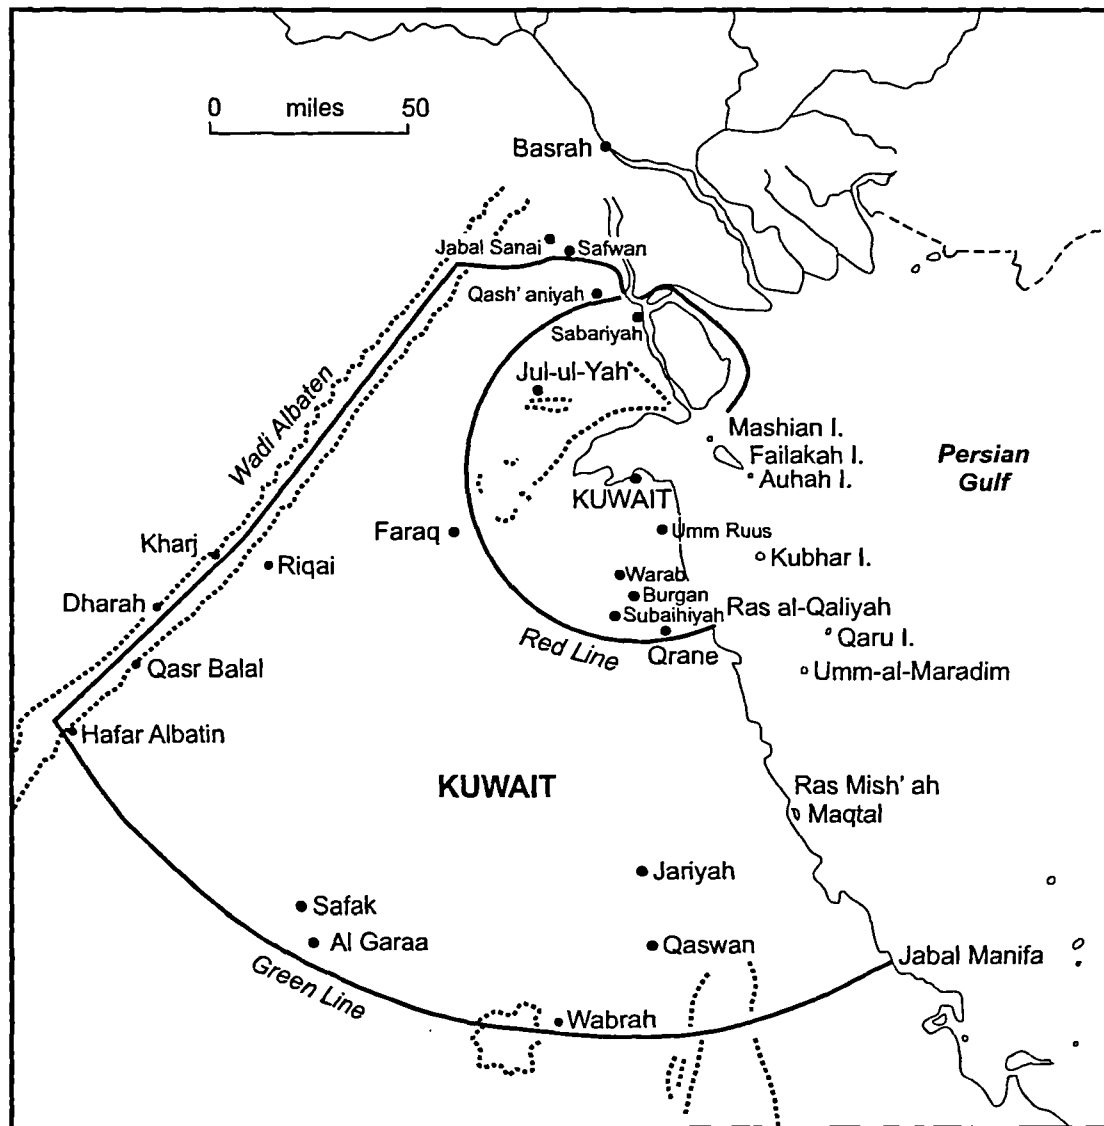 0 miles 50
Basrah
Jabal Sanai
Safwan
Qash' aniyah
Sabariyah
Jul-ul-Yah
Wadi Albaten
Mashian I.
Failakah I.
Auhah I.
Persian
Gulf
KUWAIT
Faraq
Umm Ruus
Kharj
Riqai
Kubhar I.
Warab
Burgan
Dharah
Subaihiyah
Ras al-Qaliyah
Red Line
Qrane
Qaru I.
Qasr Balal
Umm-al-Maradim
Hafar Albatin
KUWAIT
Ras Mish' ah
Maqtal
Jariyah
Safak
Al Garaa
Qaswan
Jabal Manifa
Green Line
Wabrah